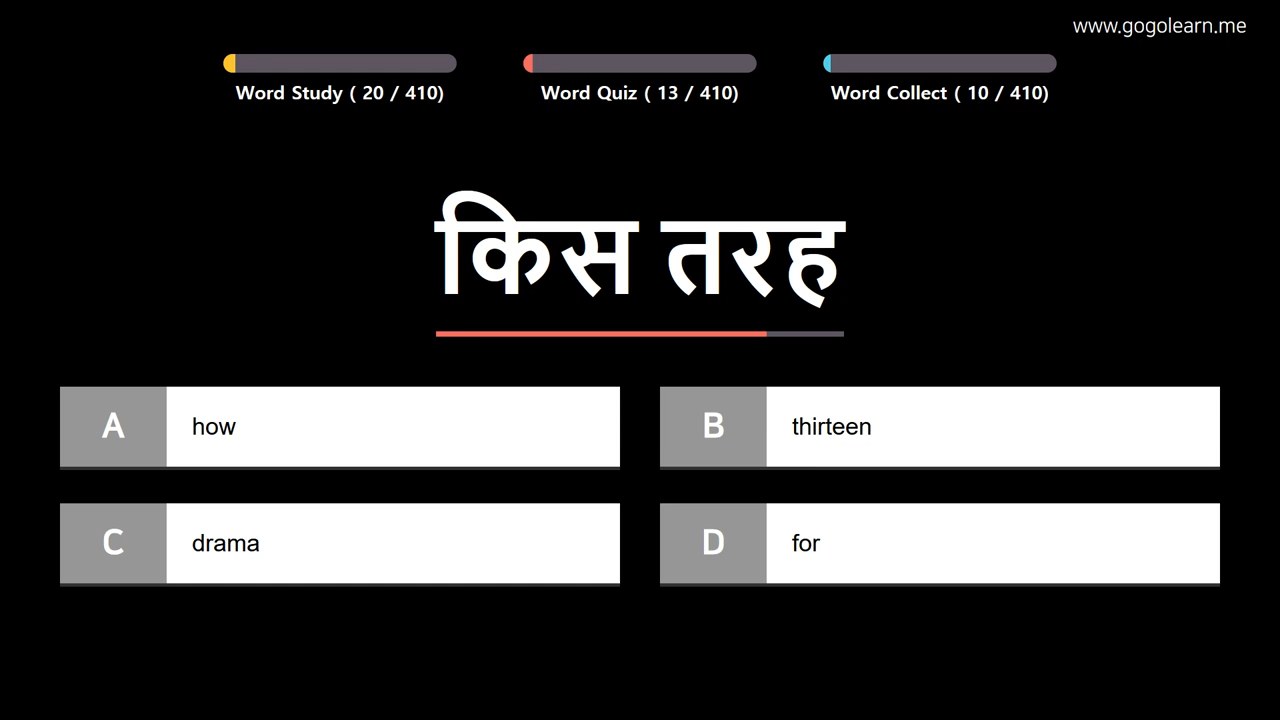 www.gogolearn.me
Word Study ( 20 / 410)
Word Quiz ( 13 / 410)
Word Collect ( 10 / 410)
किस तरह
A how
B thirteen
C drama
D for